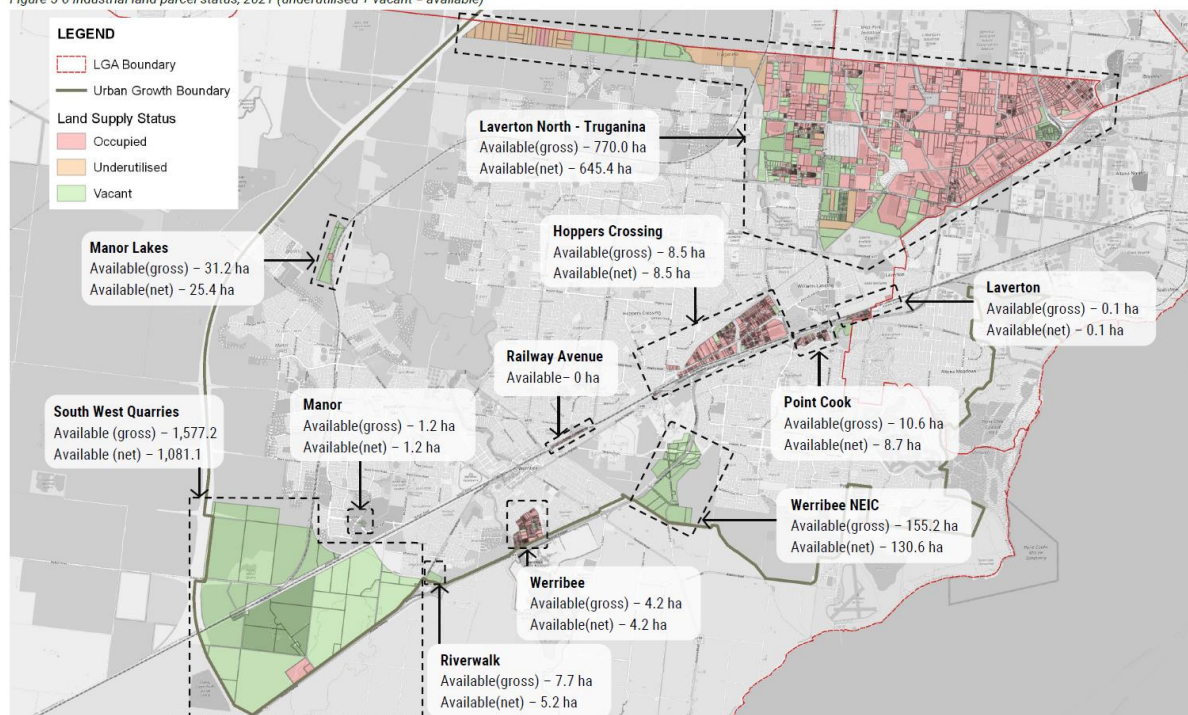 Figure 5-6 Industrial land parcel status, 2021 (underutilised + vacant = available)
LEGEND
LGA Boundary
Urban Growth Boundary
Land Supply Status
Occupied
Underutilised
Vacant
Laverton North - Truganina
Available(gross) – 770.0 ha
Available(net) – 645.4 ha
Manor Lakes
Available(gross) – 31.2 ha
Available(net) – 25.4 ha
Hoppers Crossing
Available(gross) – 8.5 ha
Available(net) – 8.5 ha
Laverton
Available(gross) – 0.1 ha
Available(net) – 0.1 ha
Railway Avenue
Available– 0 ha
South West Quarries
Available (gross) – 1,577.2
Available (net) – 1,081.1
Manor
Available(gross) – 1.2 ha
Available(net) – 1.2 ha
Point Cook
Available(gross) – 10.6 ha
Available(net) – 8.7 ha
Werribee NEIC
Available(gross) – 155.2 ha
Available(net) – 130.6 ha
Werribee
Available(gross) – 4.2 ha
Available(net) – 4.2 ha
Riverwalk
Available(gross) – 7.7 ha
Available(net) – 5.2 ha